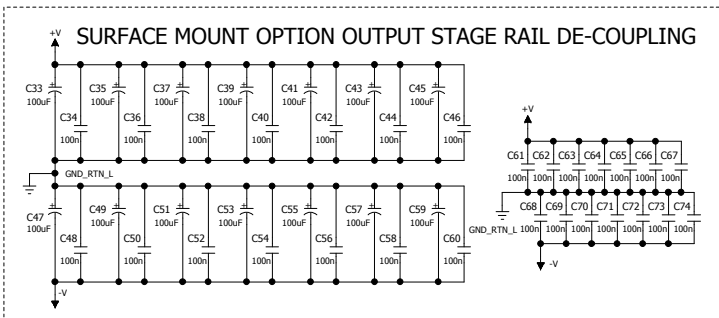 SURFACE MOUNT OPTION OUTPUT STAGE RAIL DE-COUPLING
+V
C33 C35 C37 C39 C41 C43 C45
+ + + + + + +
100uF 100uF 100uF 100uF 100uF 100uF 100uF
C34 C36 C38 C40 C42 C44 C46
100n 100n 100n 100n 100n 100n 100n
GND_RTN_L
C47 C49 C51 C53 C55 C57 C59
+ + + + + + +
100uF 100uF 100uF 100uF 100uF 100uF 100uF
C48 C50 C52 C54 C56 C58 C60
100n 100n 100n 100n 100n 100n 100n
-V
+V
C61 C62 C63 C64 C65 C66 C67
100n 100n 100n 100n 100n 100n 100n
C68 C69 C70 C71 C72 C73 C74
100n 100n 100n 100n 100n 100n 100n
GND_RTN_L
-V